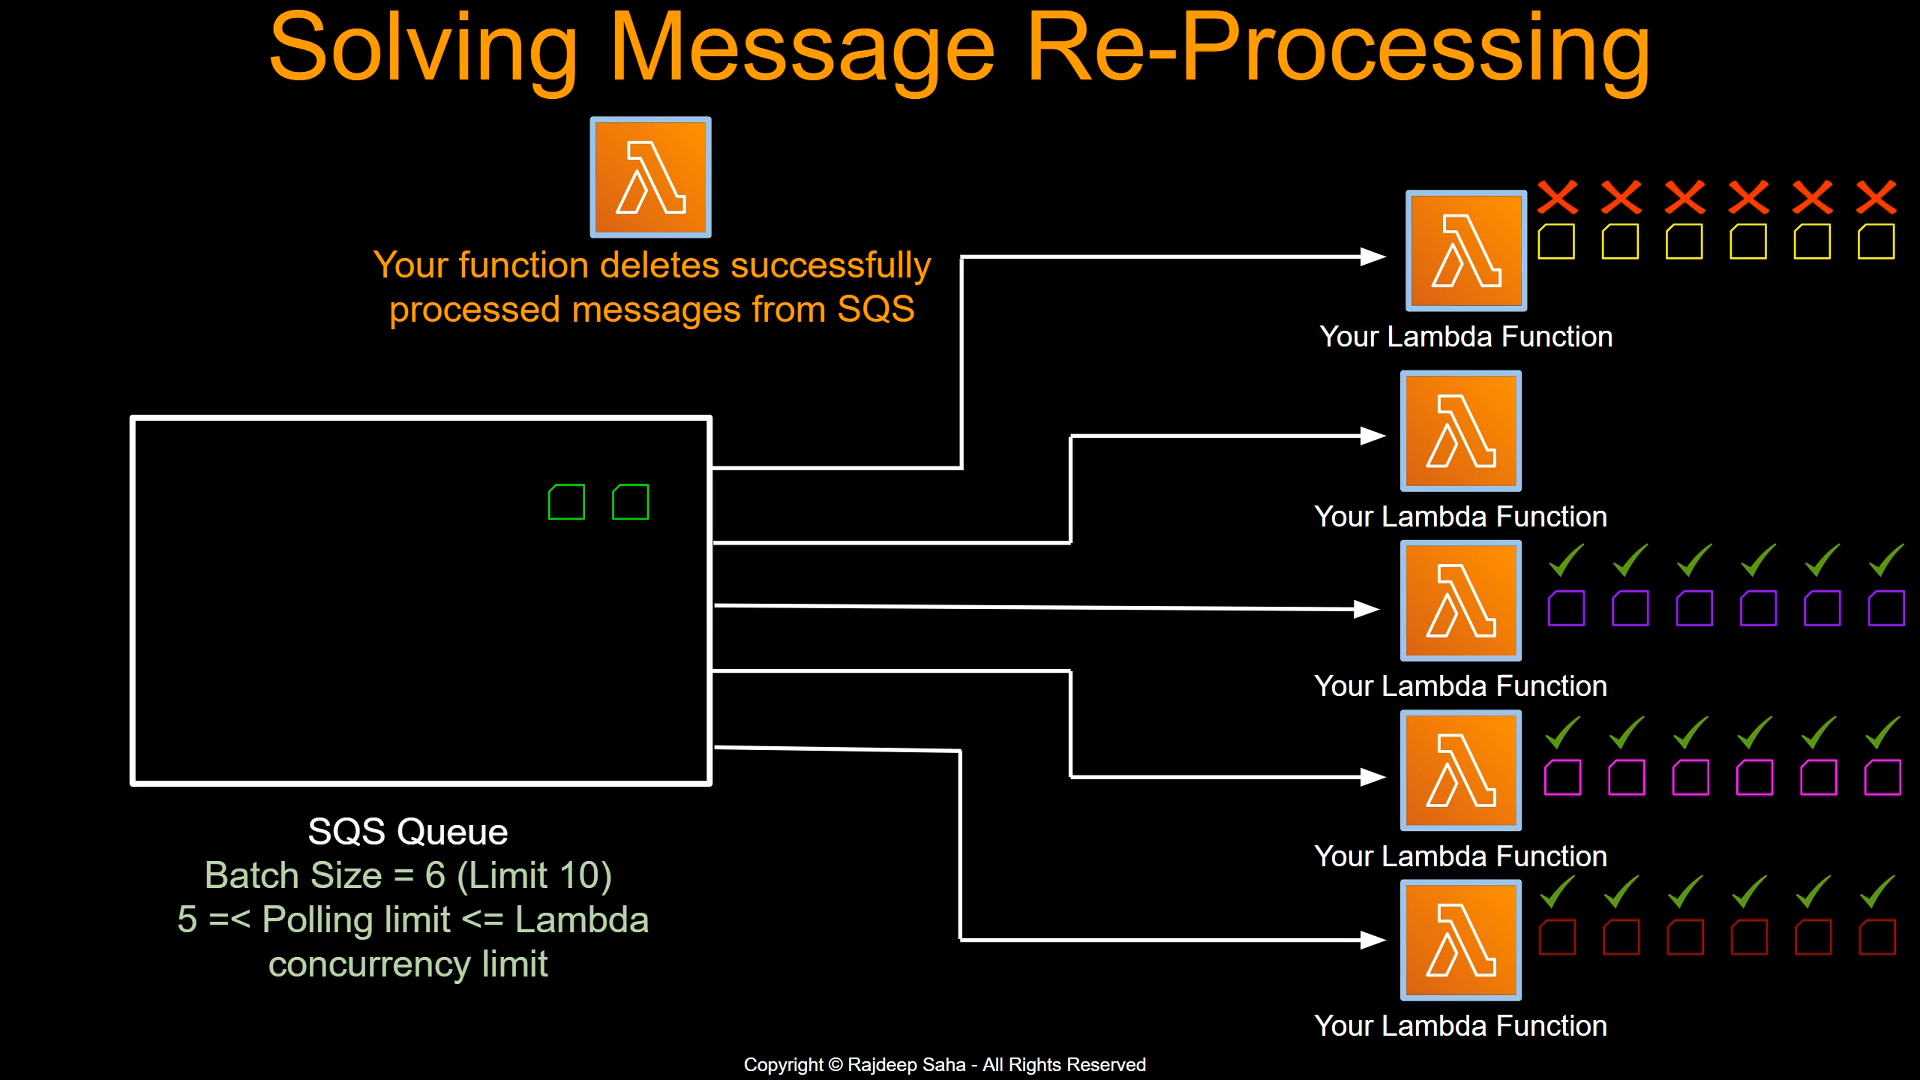 Solving Message Re-Processing
Your function deletes successfully
processed messages from SQS
Your Lambda Function
Your Lambda Function
Your Lambda Function
Your Lambda Function
Your Lambda Function
SQS Queue
Batch Size = 6 (Limit 10)
5 =< Polling limit <= Lambda
concurrency limit
Copyright © Rajdeep Saha - All Rights Reserved